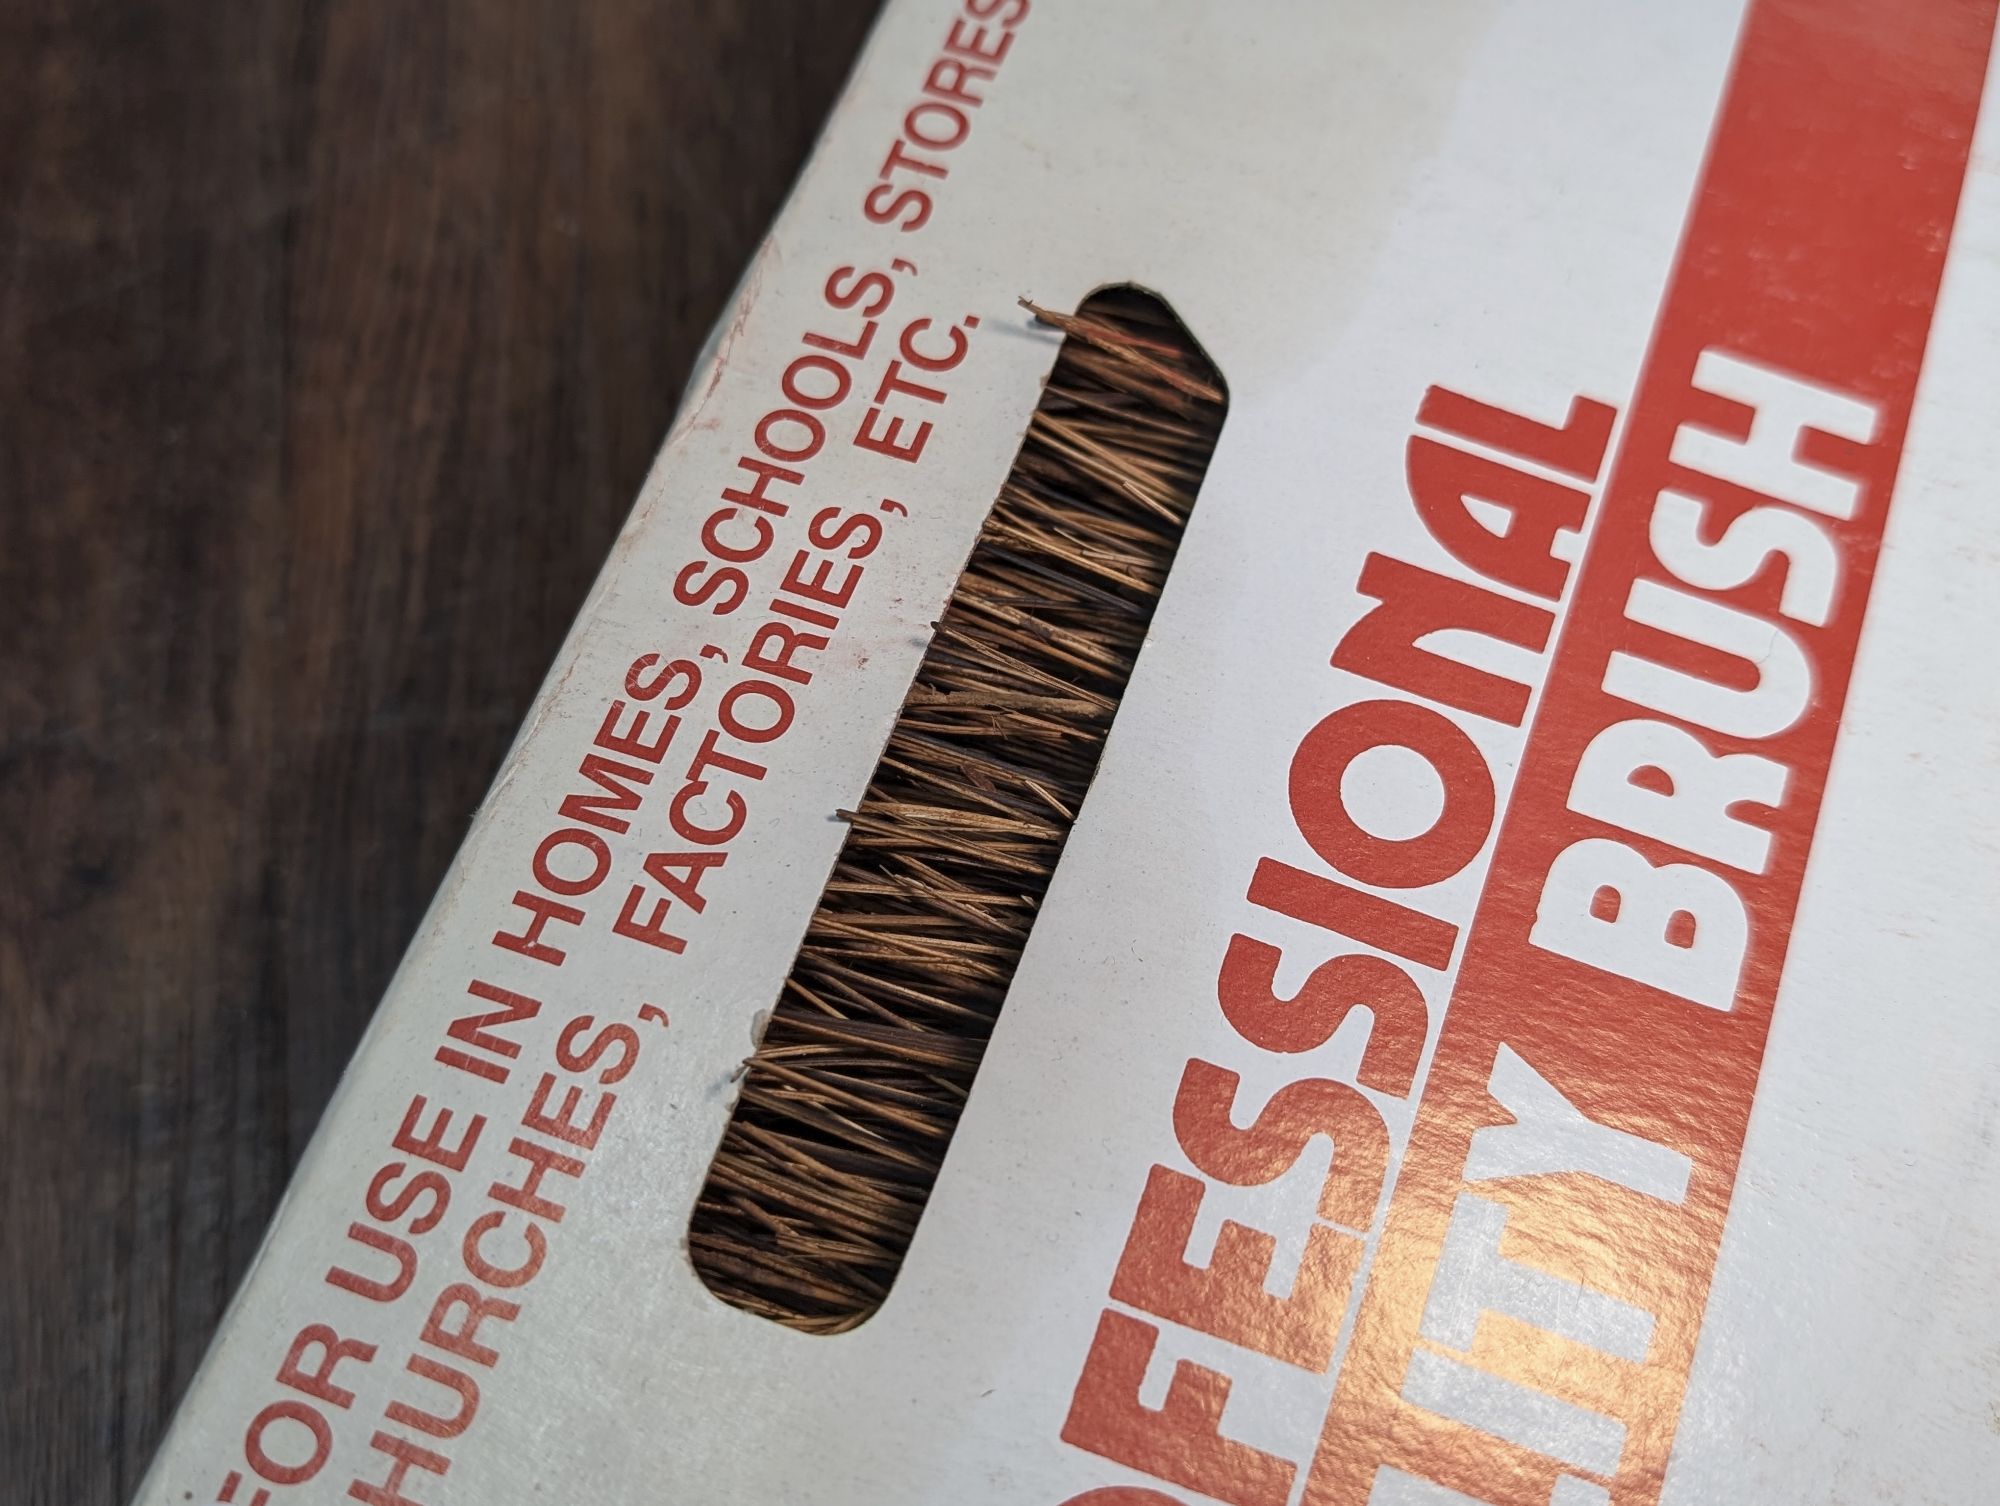 FOR USE IN HOMES, SCHOOLS, STORES
HURCHES, FACTORIES, ETC.
OFESSIONAL
LITY BRUSH